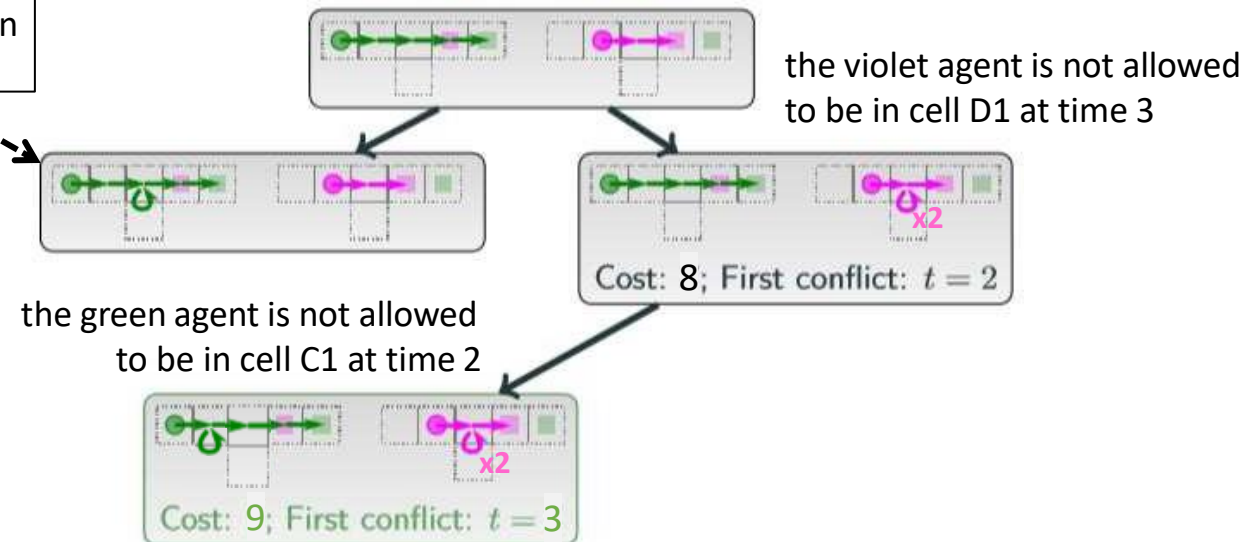 n
the violet agent is not allowed
to be in cell D1 at time 3
x2
Cost: 8; First conflict: t = 2
the green agent is not allowed
to be in cell C1 at time 2
x2
Cost: 9; First conflict: t = 3